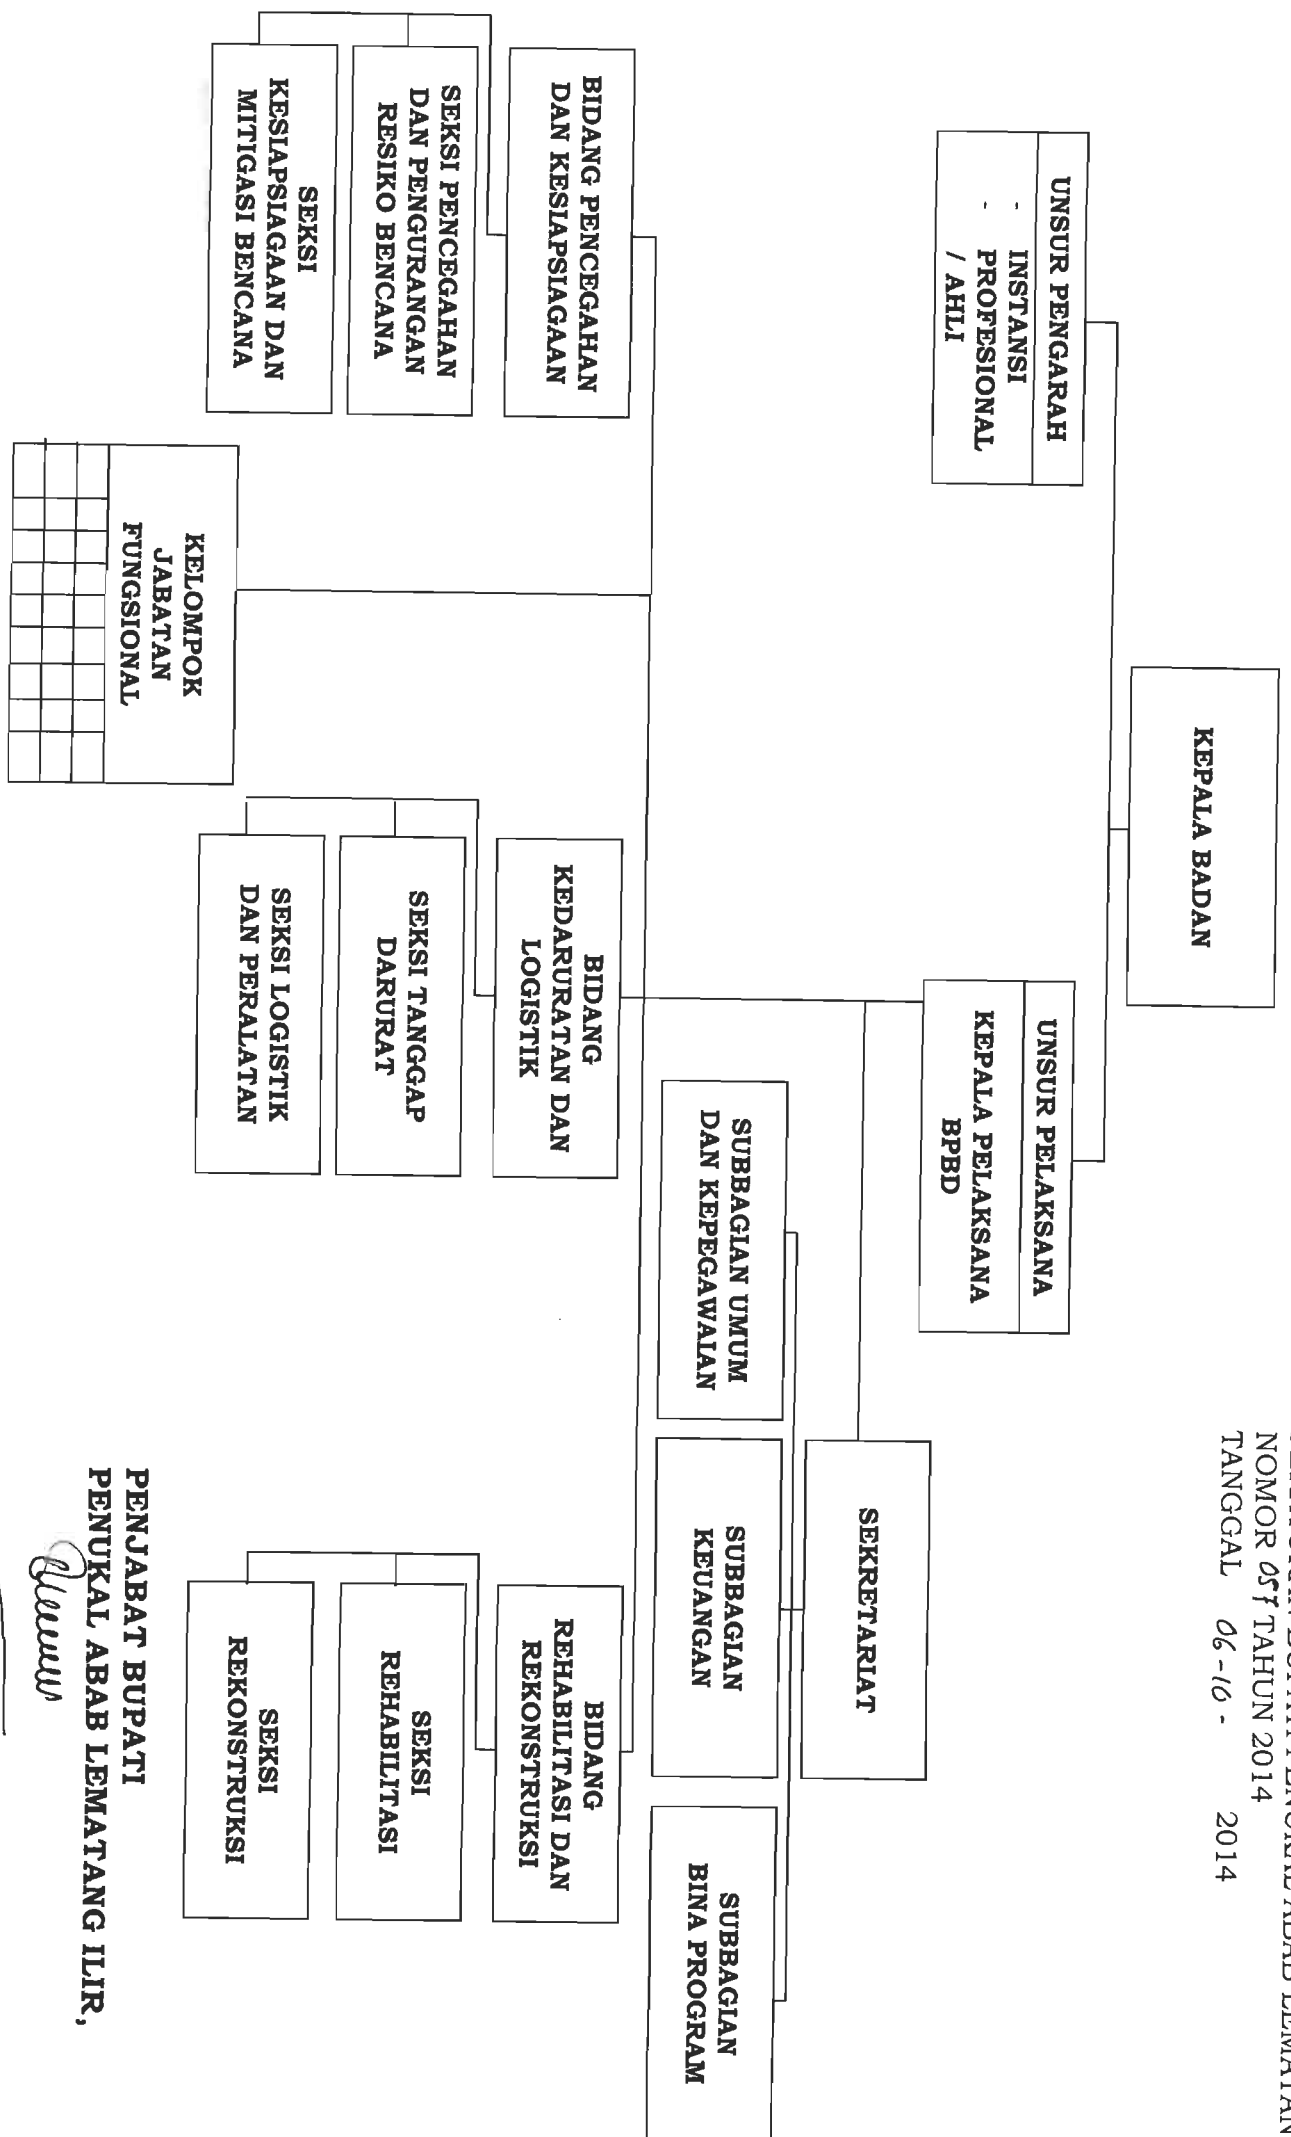 NOMOR 057 TAHUN 2014
TANGGAL 06-10- 2014
KEPALA BADAN
UNSUR PENGARAH
- INSTANSI
- PROFESIONAL
/ AHLI
UNSUR PELAKSANA
KEPALA PELAKSANA
BPBD
SEKRETARIAT
SUBBAGIAN UMUM
DAN KEPEGAWAIAN
SUBBAGIAN
KEUANGAN
SUBBAGIAN
BINA PROGRAM
BIDANG PENCEGAHAN
DAN KESIAPSIAGAAN
SEKSI PENCEGAHAN
DAN PENGURANGAN
RESIKO BENCANA
SEKSI
KESIAPSIAGAAN DAN
MITIGASI BENCANA
BIDANG
KEDARURATAN DAN
LOGISTIK
SEKSI TANGGAP
DARURAT
SEKSI LOGISTIK
DAN PERALATAN
BIDANG
REHABILITASI DAN
REKONSTRUKSI
SEKSI
REHABILITASI
SEKSI
REKONSTRUKSI
KELOMPOK
JABATAN
FUNGSIONAL
PENJABAT BUPATI
PENUKAL ABAB LEMATANG ILIR,